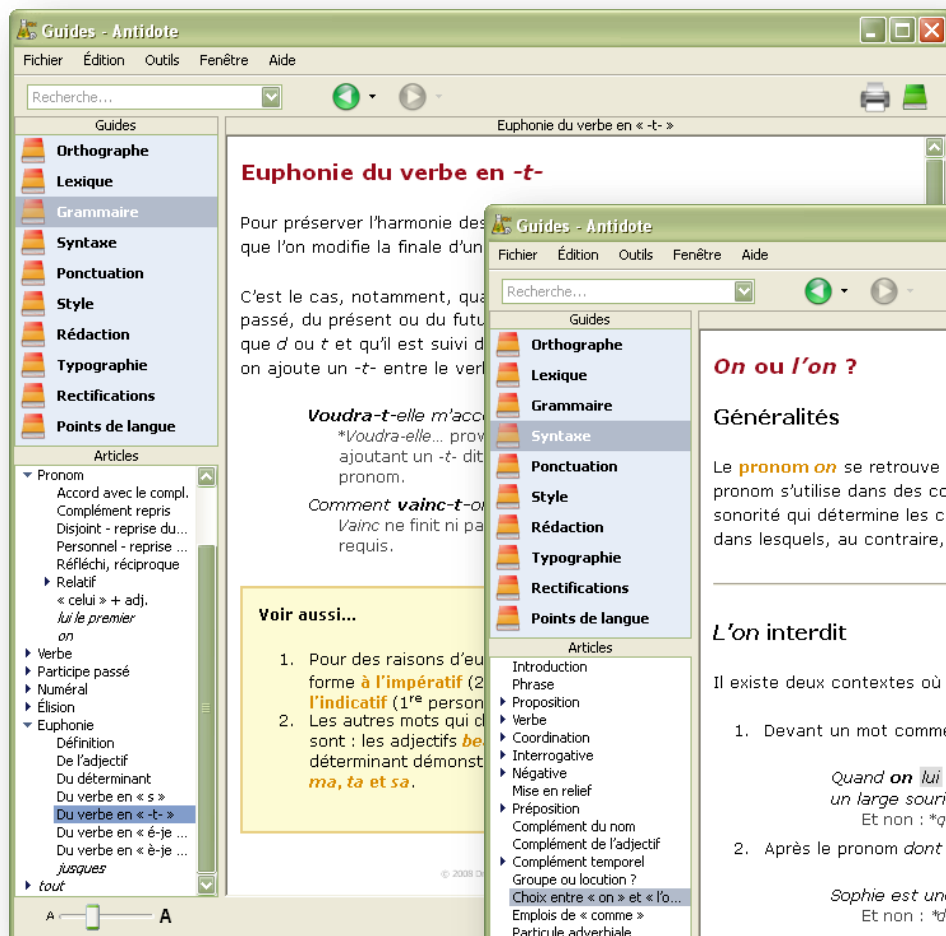 Guides - Antidote
Fichier Édition Outils Fenêtre Aide
Recherche...
Guides
Euphonie du verbe en « -t- »
Orthographe
Lexique
Grammaire
Syntaxe
Ponctuation
Style
Rédaction
Typographie
Rectifications
Points de langue
Articles
Pronom
Accord avec le compl.
Complément repris
Disjoint - reprise du...
Personnel - reprise ...
Réfléchi, réciproque
Relatif
« celui » + adj.
lui le premier
on
Verbe
Participe passé
Numéral
Élision
Euphonie
Définition
De l'adjectif
Du déterminant
Du verbe en « s »
Du verbe en « -t- »
Du verbe en « é-je ...
Du verbe en « è-je ...
jusques
tout
A A
Euphonie du verbe en -t-
Pour préserver l'harmonie des
que l'on modifie la finale d'un
C'est le cas, notamment, qua
passé, du présent ou du futu
que d ou t et qu'il est suivi d
on ajoute un -t- entre le ver
Voudra-t-elle m'acc
*Voudra-elle... prov
ajoutant un -t- dit
pronom.
Comment vainc-t-o
Vainc ne finit ni pa
requis.
Voir aussi...
1. Pour des raisons d'eu
forme à l'impératif (2
l'indicatif (1re person
2. Les autres mots qui c
sont : les adjectifs be
déterminant démonst
ma, ta et sa.
© 2008 D
Guides - Antidote
Fichier Édition Outils Fenêtre Aide
Recherche...
Guides
Orthographe
Lexique
Grammaire
Syntaxe
Ponctuation
Style
Rédaction
Typographie
Rectifications
Points de langue
Articles
Introduction
Phrase
Proposition
Verbe
Coordination
Interrogative
Négative
Mise en relief
Préposition
Complément du nom
Complément de l'adjectif
Complément temporel
Groupe ou locution ?
Choix entre « on » et « l'o...
Emplois de « comme »
Particule adverbiale
On ou l'on ?
Généralités
Le pronom on se retrouve
pronom s'utilise dans des co
sonorité qui détermine les c
dans lesquels, au contraire,
L'on interdit
Il existe deux contextes où
1. Devant un mot comme
Quand on lui
un large souri
Et non : *q
2. Après le pronom dont
Sophie est un
Et non : *d